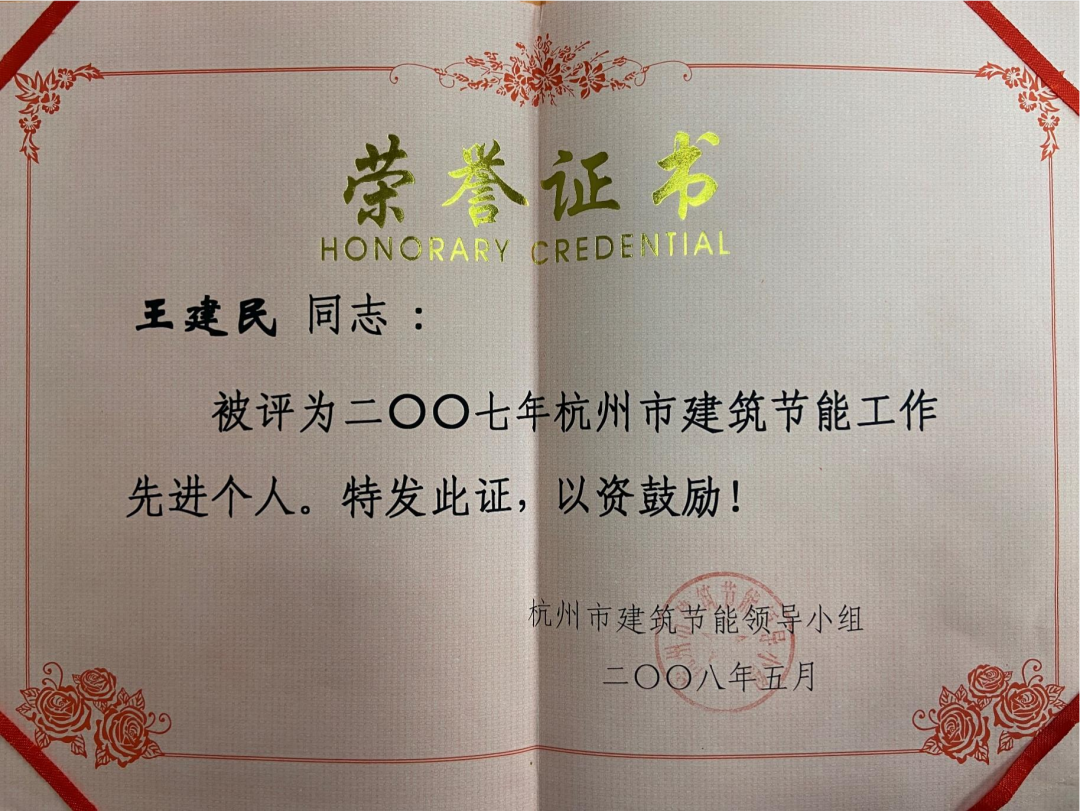 荣誉证书
HONORARY CREDENTIAL
王建民 同志：
被评为二〇〇七年杭州市建筑节能工作
先进个人。特发此证，以资鼓励！
杭州市建筑节能领导小组
二〇〇八年五月